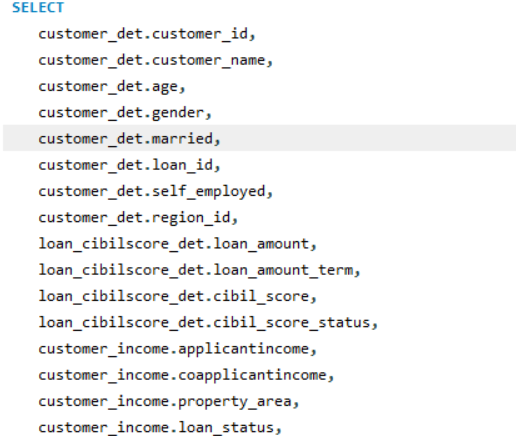 SELECT
customer_det.customer_id,
customer_det.customer_name,
customer_det.age,
customer_det.gender,
customer_det.married,
customer_det.loan_id,
customer_det.self_employed,
customer_det.region_id,
loan_cibilscore_det.loan_amount,
loan_cibilscore_det.loan_amount_term,
loan_cibilscore_det.cibil_score,
loan_cibilscore_det.cibil_score_status,
customer_income.applicantincome,
customer_income.coapplicantincome,
customer_income.property_area,
customer_income.loan_status,